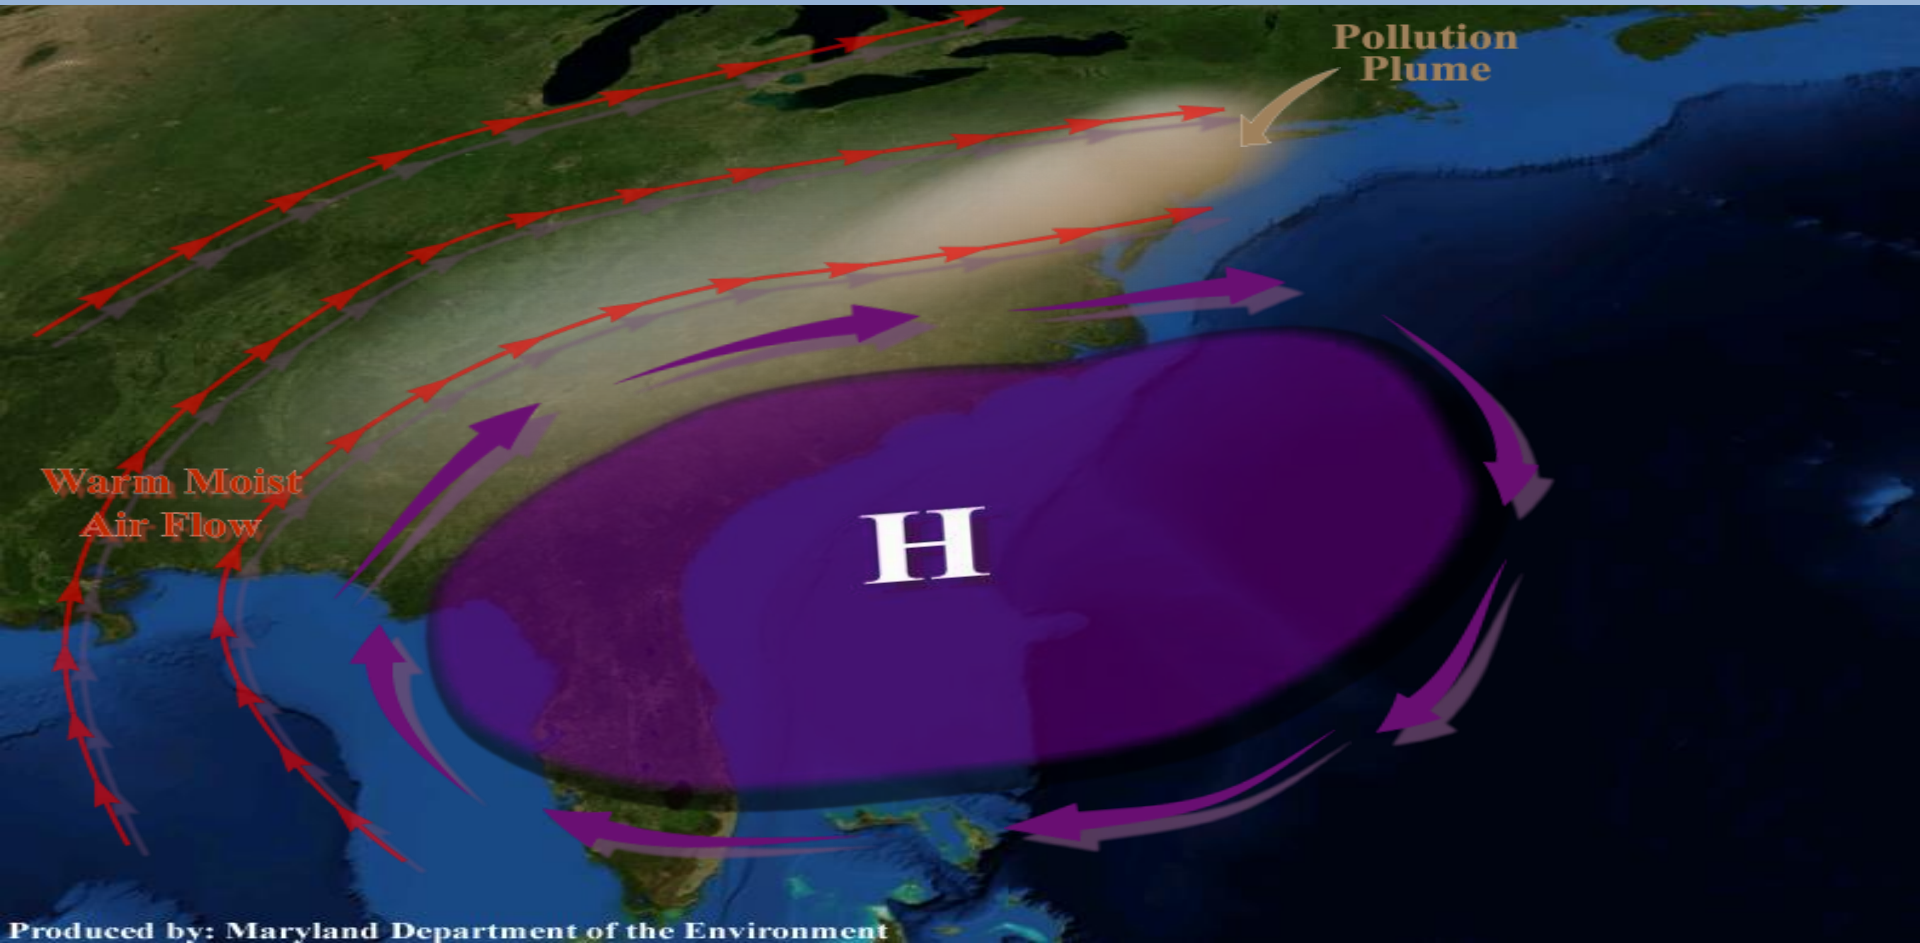 Pollution
Plume
Warm Moist
Air Flow
H
Produced by: Maryland Department of the Environment